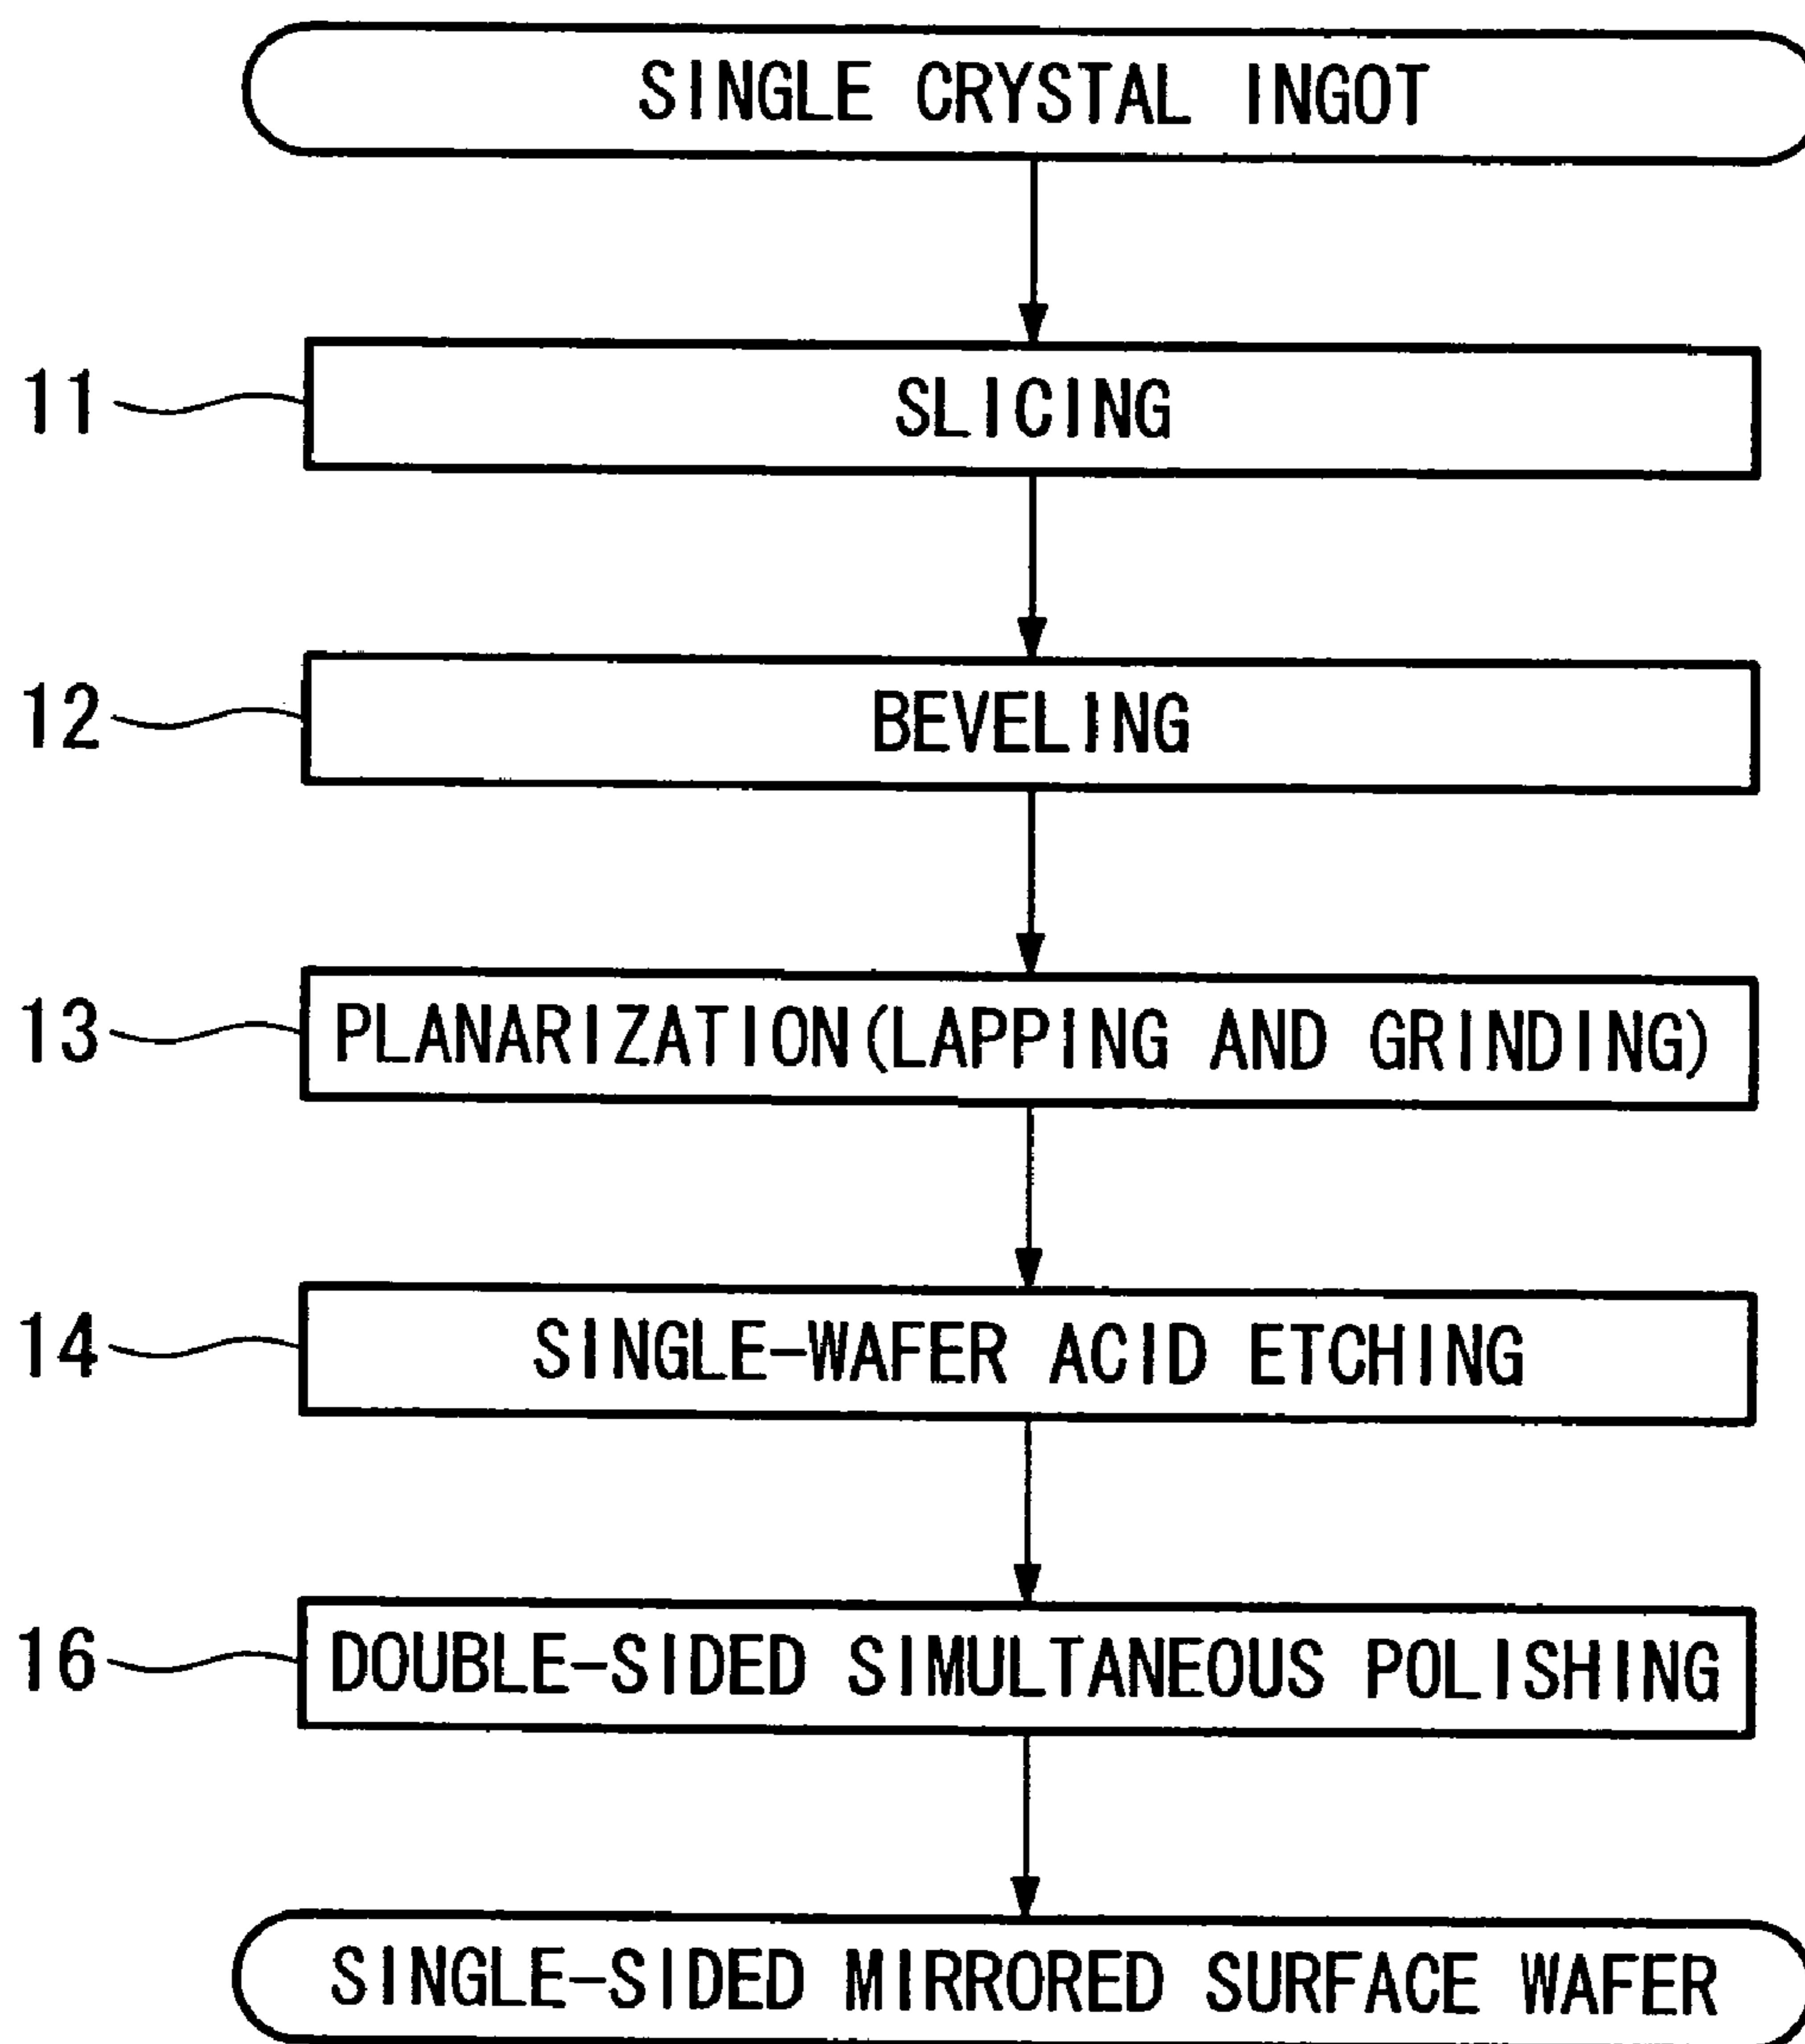 SINGLE CRYSTAL INGOT
11 SLICING
12 BEVELING
13 PLANARIZATION(LAPPING AND GRINDING)
14 SINGLE-WAFER ACID ETCHING
16 DOUBLE-SIDED SIMULTANEOUS POLISHING
SINGLE-SIDED MIRRORED SURFACE WAFER